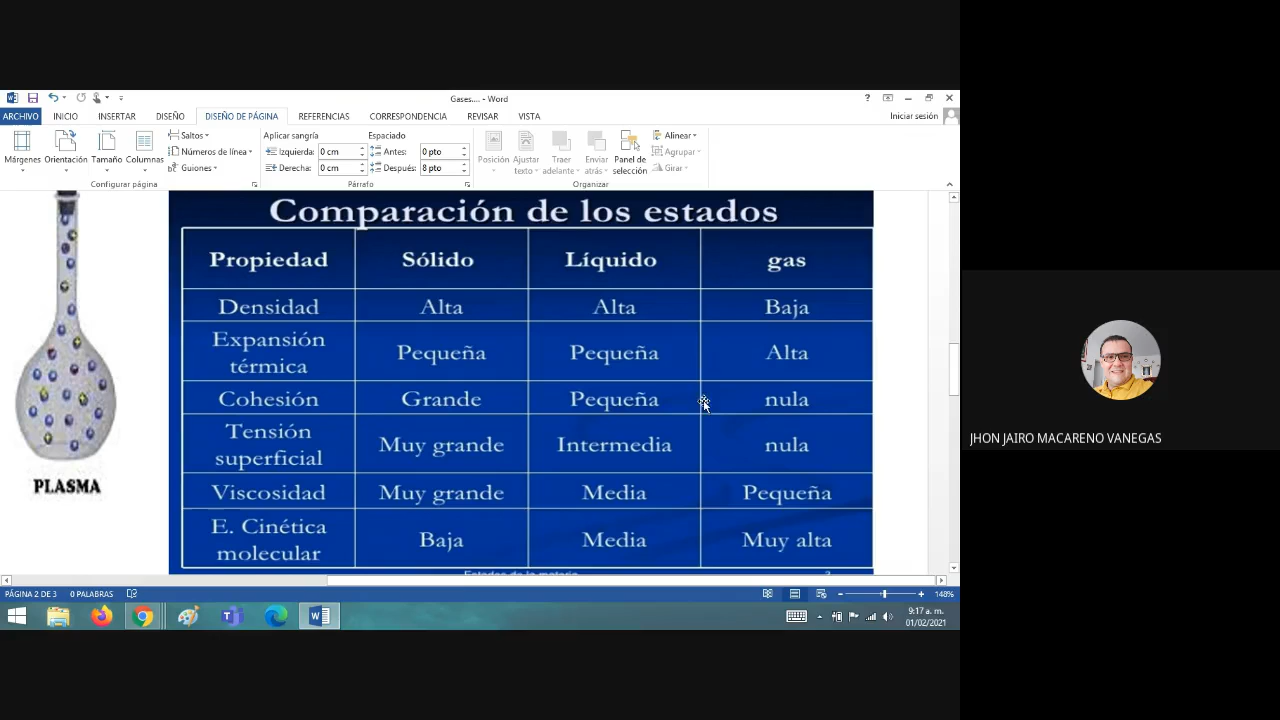 Gases.... - Word
ARCHIVO INICIO INSERTAR DISEÑO DISEÑO DE PÁGINA REFERENCIAS CORRESPONDENCIA REVISAR VISTA Iniciar sesión
Márgenes Orientación Tamaño Columnas
Saltos
Números de línea
Guiones
Configurar página
Aplicar sangría Espaciado
Izquierda: 0 cm Antes: 0 pto
Derecha: 0 cm Después: 8 pto
Párrafo
Posición Ajustar texto Traer adelante Enviar atrás Panel de selección
Alinear
Agrupar
Girar
Organizar
Comparación de los estados
Propiedad Sólido Líquido gas
Densidad Alta Alta Baja
Expansión térmica Pequeña Pequeña Alta
Cohesión Grande Pequeña nula
Tensión superficial Muy grande Intermedia nula
Viscosidad Muy grande Media Pequeña
E. Cinética molecular Baja Media Muy alta
Estados de la materia
PLASMA
PÁGINA 2 DE 3 0 PALABRAS 148%
9:17 a. m.
01/02/2021
JHON JAIRO MACARENO VANEGAS